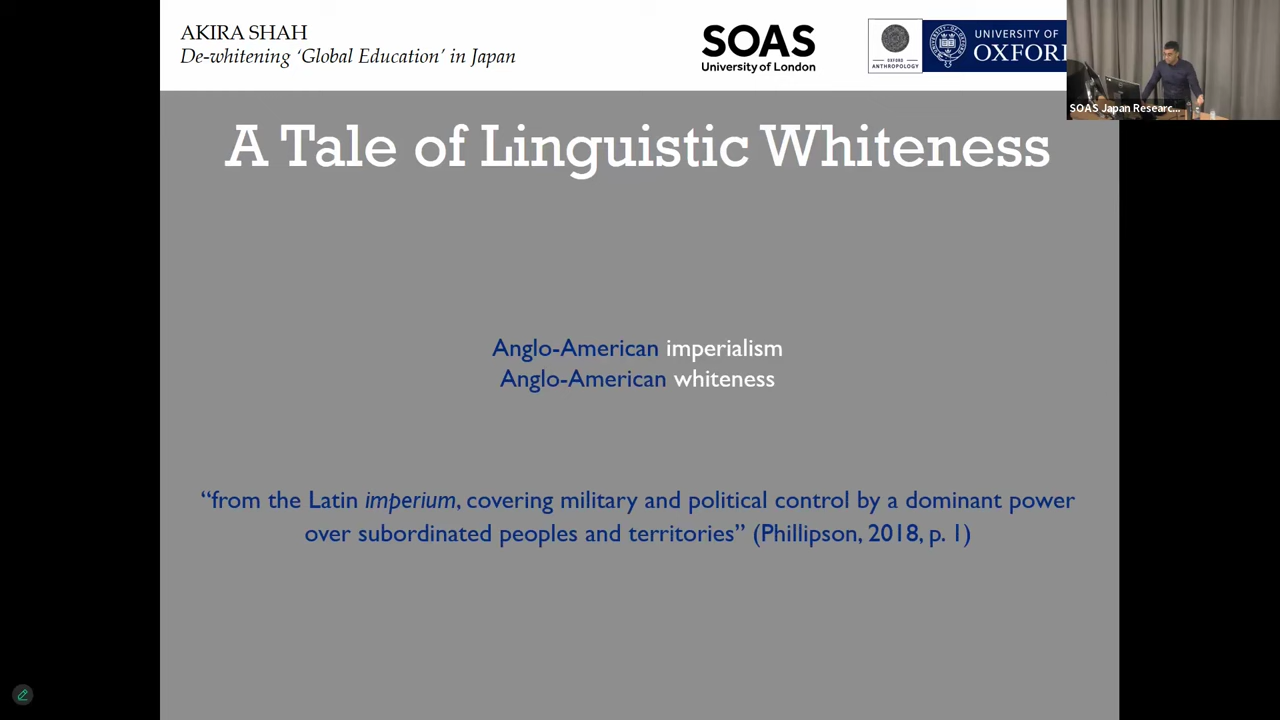 AKIRA SHAH
De-whitening ‘Global Education’ in Japan
SOAS
University of London
OXFORD
ANTHROPOLOGY
UNIVERSITY OF
OXFORD
SOAS Japan Researc...
A Tale of Linguistic Whiteness
Anglo-American imperialism
Anglo-American whiteness
“from the Latin imperium, covering military and political control by a dominant power
over subordinated peoples and territories” (Phillipson, 2018, p. 1)